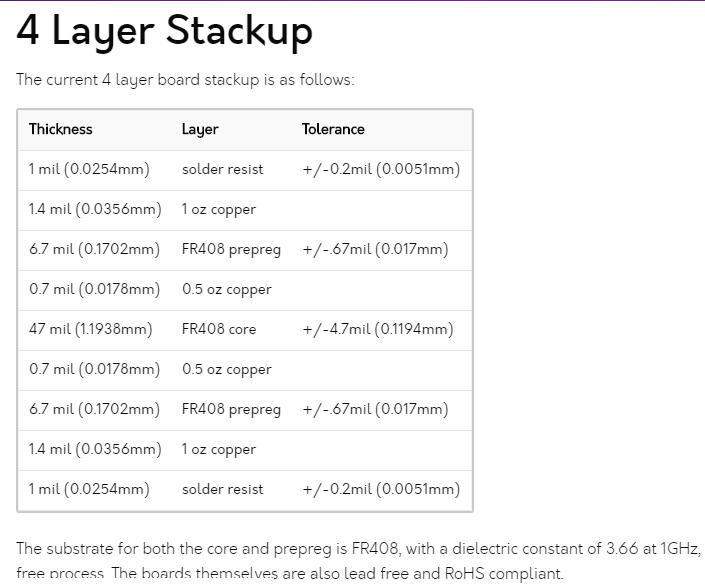 4 Layer Stackup
The current 4 layer board stackup is as follows:
Thickness Layer Tolerance
1 mil (0.0254mm) solder resist +/-0.2mil (0.0051mm)
1.4 mil (0.0356mm) 1 oz copper
6.7 mil (0.1702mm) FR408 prepreg +/-.67mil (0.017mm)
0.7 mil (0.0178mm) 0.5 oz copper
47 mil (1.1938mm) FR408 core +/-4.7mil (0.1194mm)
0.7 mil (0.0178mm) 0.5 oz copper
6.7 mil (0.1702mm) FR408 prepreg +/-.67mil (0.017mm)
1.4 mil (0.0356mm) 1 oz copper
1 mil (0.0254mm) solder resist +/-0.2mil (0.0051mm)
The substrate for both the core and prepreg is FR408, with a dielectric constant of 3.66 at 1GHz,
free process. The boards themselves are also lead free and RoHS compliant.